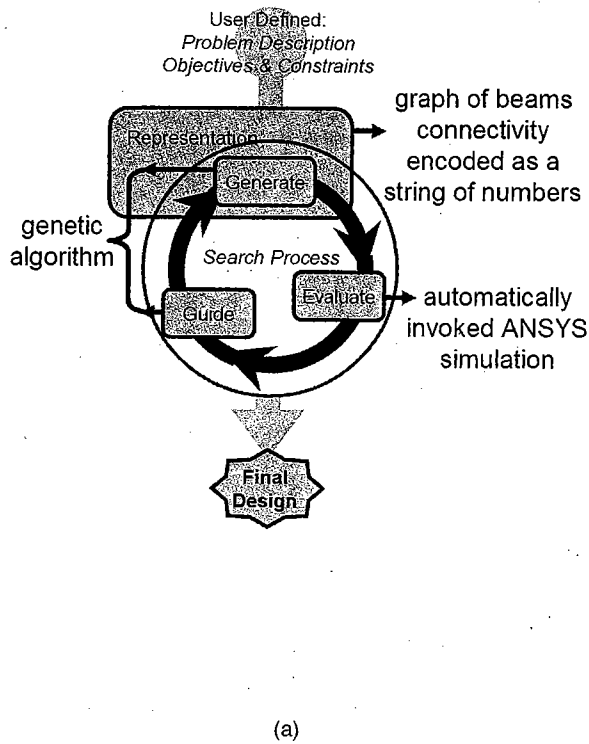 User Defined:
Problem Description
Objectives & Constraints
Representation
Generate
graph of beams
connectivity
encoded as a
string of numbers
genetic
algorithm
Search Process
Guide
Evaluate
automatically
invoked ANSYS
simulation
Final
Design
(a)